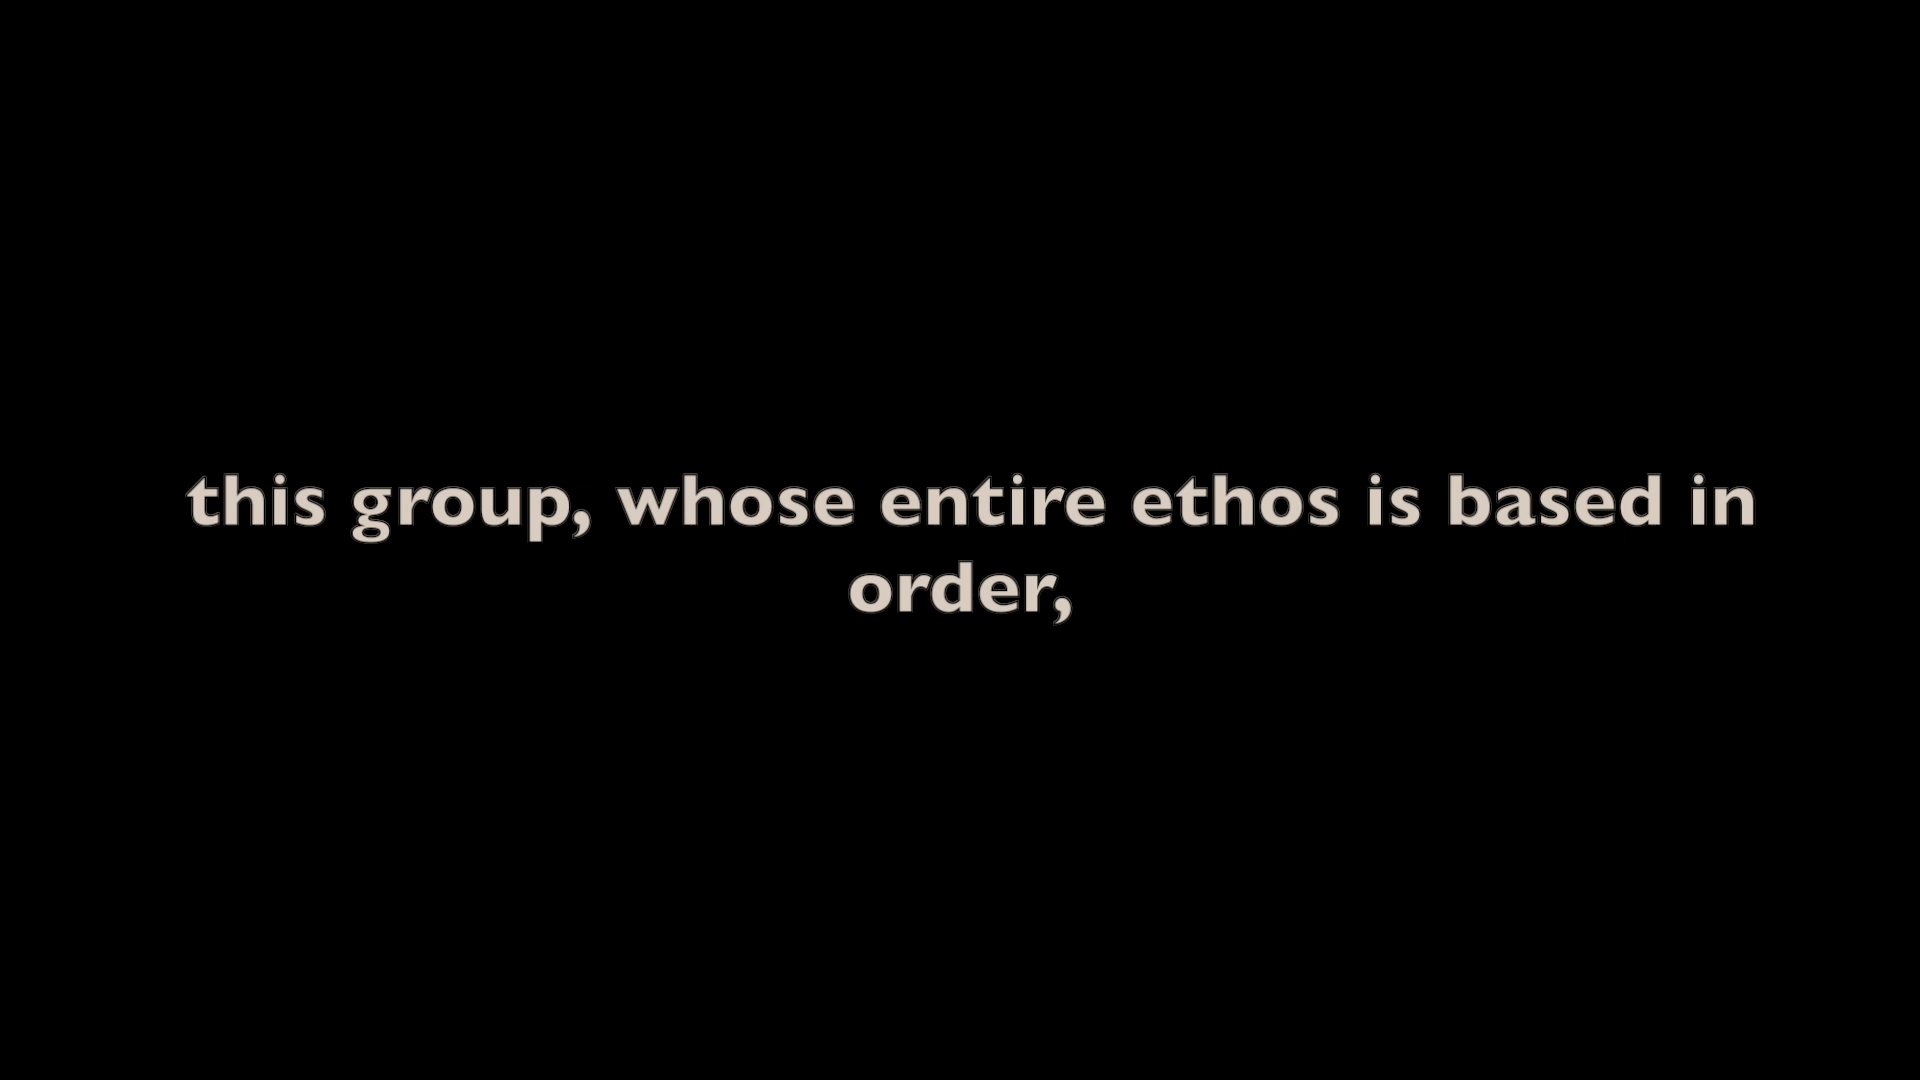 this group, whose entire ethos is based in
order,